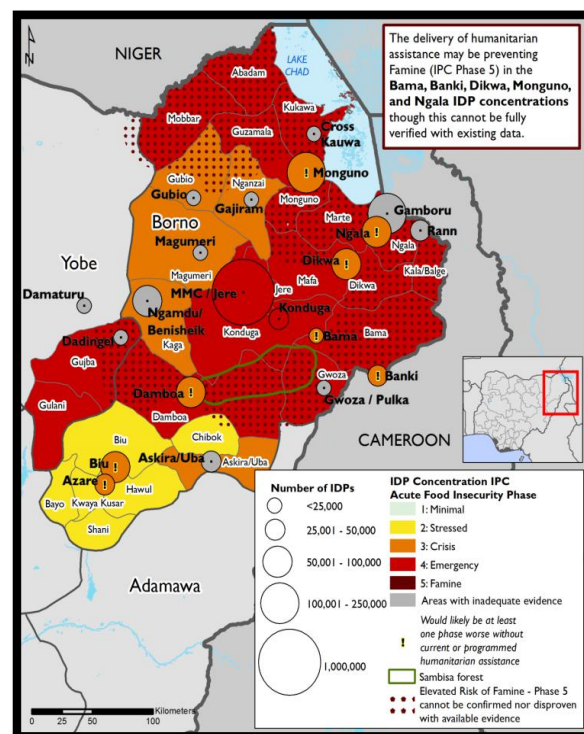 N
NIGER
LAKE
CHAD
The delivery of humanitarian
assistance may be preventing
Famine (IPC Phase 5) in the
Bama, Banki, Dikwa, Monguno,
and Ngala IDP concentrations
though this cannot be fully
verified with existing data.
Abadam
Kukawa
Mobbar
Guzamala
Cross
Kauwa
Monguno
Gubio
Nganzai
Gubio
Gajiram
Monguno
Marte
Gamboru
Borno
Ngala
Rann
Ngala
Magumeri
Dikwa
Kala/Balge
Yobe
Mafa
Dikwa
Magumeri
MMC / Jere
Jere
Damaturu
Ngamdu/
Benisheik
Konduga
Konduga
Bama
Bama
Dadingel
Kaga
Gujba
Gwoza
Banki
Gulani
Damboa
Gwoza / Pulka
Damboa
CAMEROON
Biu
Chibok
Askira/Uba
Askira/Uba
Biu
Azare
Hawul
Kwaya Kusar
Bayo
Shani
Adamawa
Number of IDPs
<25,000
25,001 - 50,000
50,001 - 100,000
100,001 - 250,000
1,000,000
IDP Concentration IPC
Acute Food Insecurity Phase
1: Minimal
2: Stressed
3: Crisis
4: Emergency
5: Famine
Areas with inadequate evidence
Would likely be at least
one phase worse without
current or programmed
humanitarian assistance
Sambisa forest
Elevated Risk of Famine - Phase 5
cannot be confirmed nor disproven
with available evidence
Kilometers
0 25 50 100